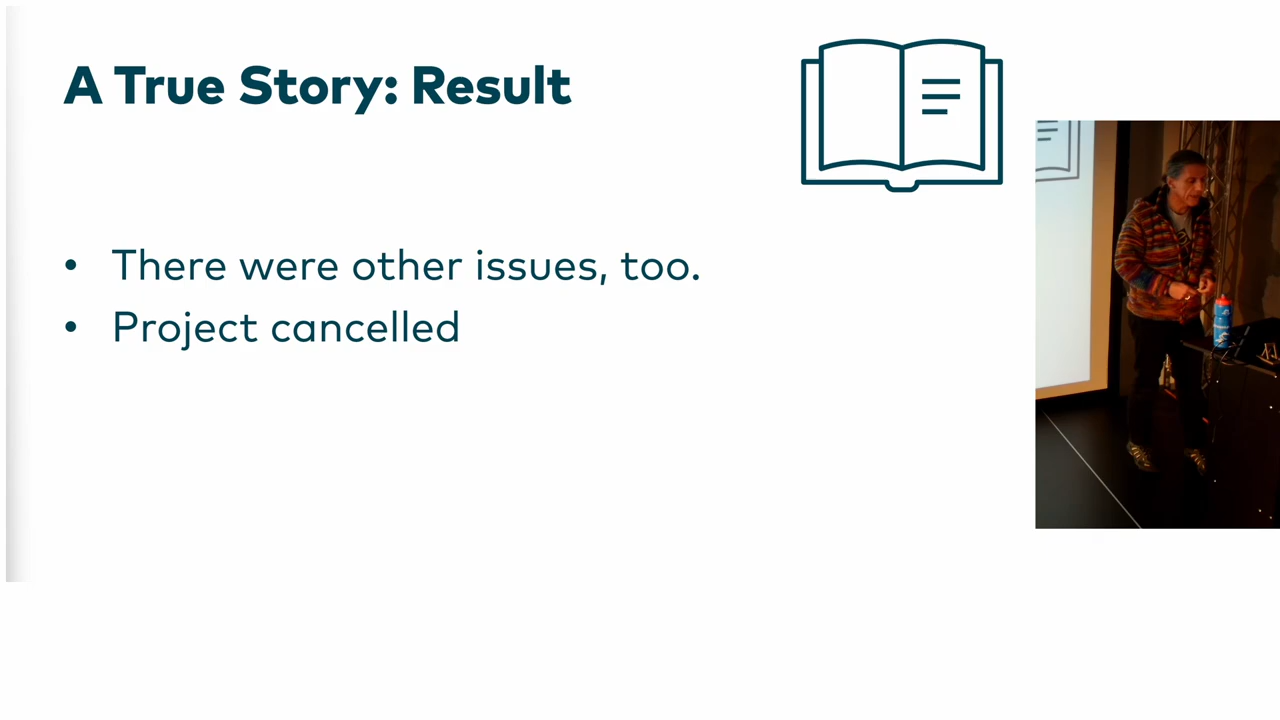 A True Story: Result
• There were other issues, too.
• Project cancelled